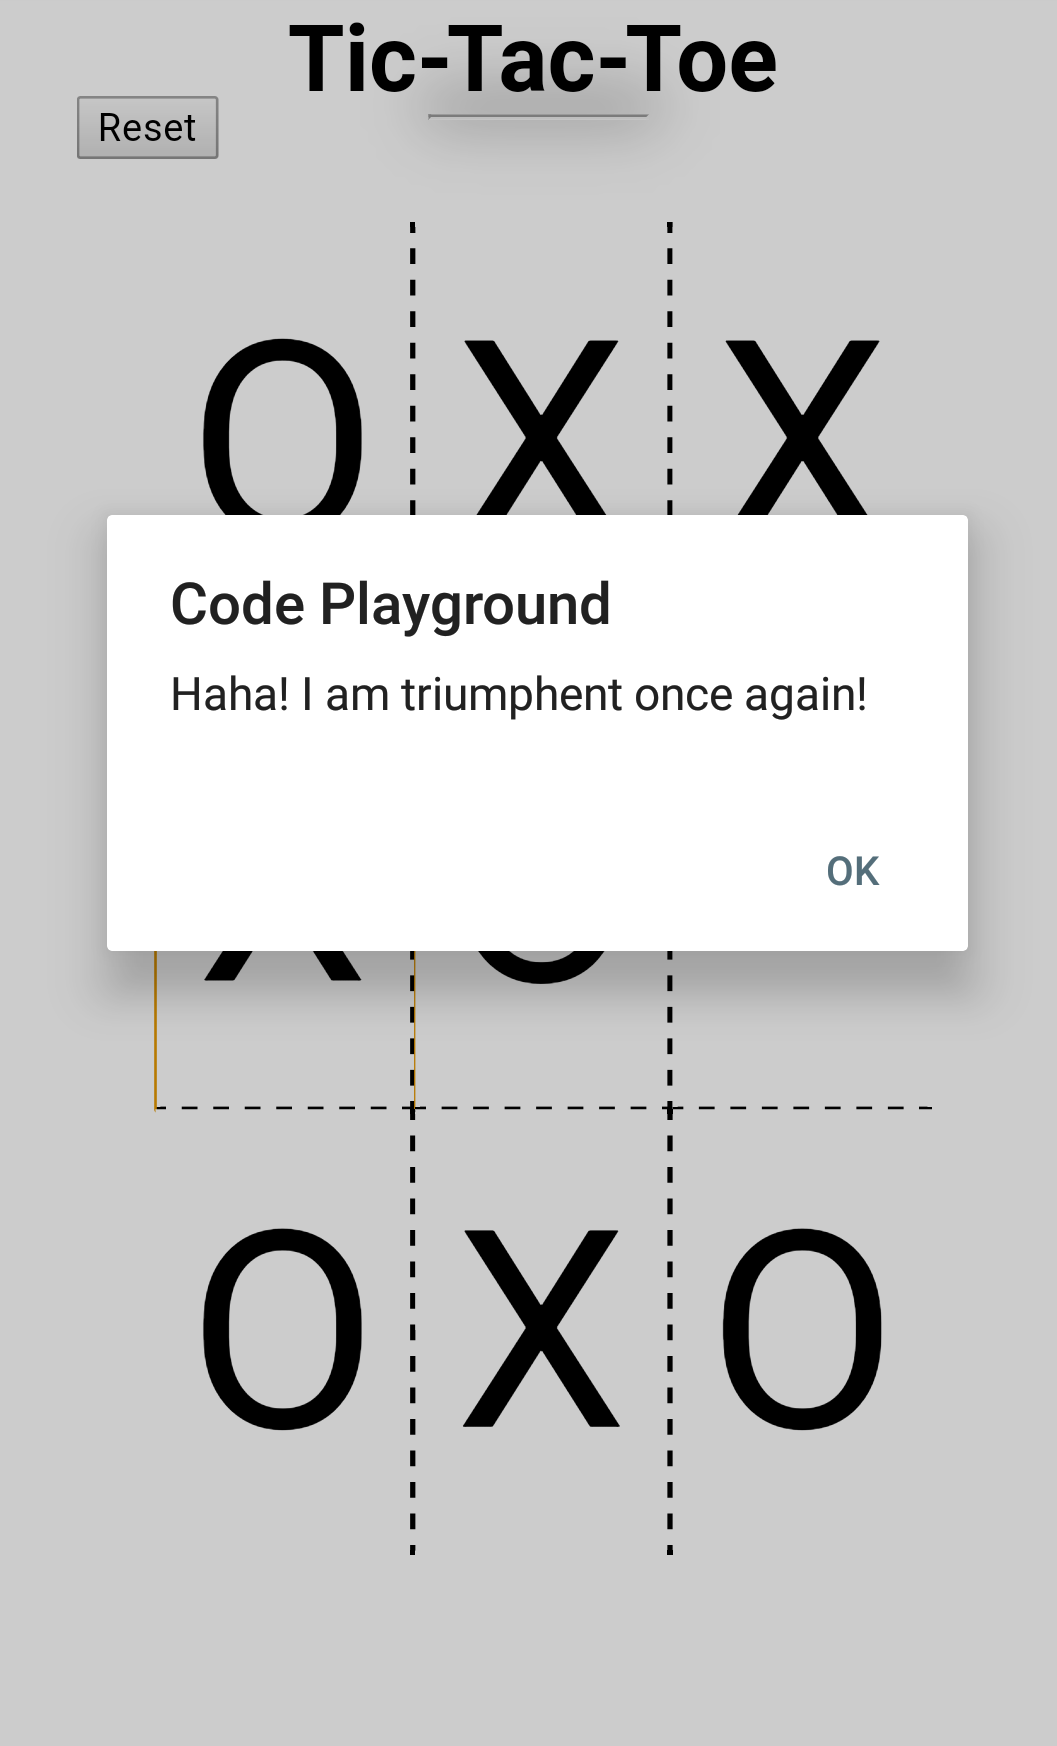 Tic-Tac-Toe
Reset
O X X
Code Playground
Haha! I am triumphent once again!
OK
X O
O X O